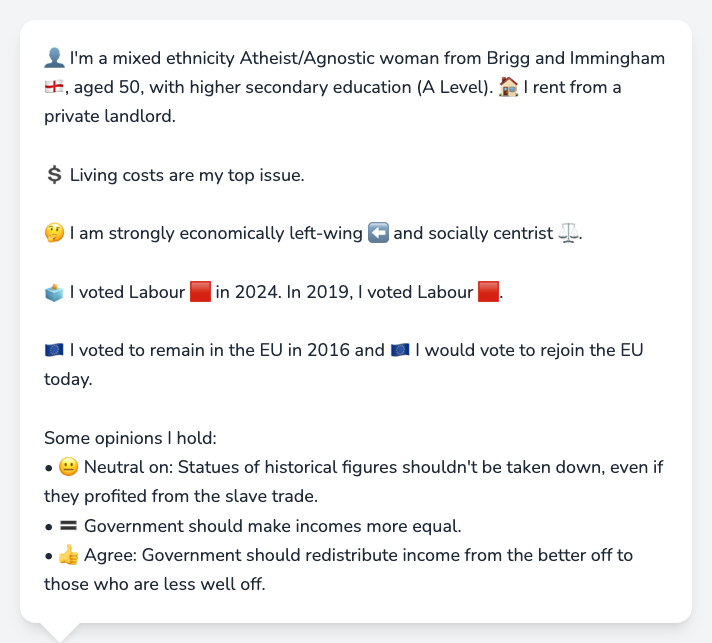 👤 I'm a mixed ethnicity Atheist/Agnostic woman from Brigg and Immingham
🏴󠁧󠁢󠁥󠁮󠁧󠁿, aged 50, with higher secondary education (A Level). 🏠 I rent from a
private landlord.
💲 Living costs are my top issue.
🤔 I am strongly economically left-wing ⬅️ and socially centrist ⚖️.
🗳️ I voted Labour 🟥 in 2024. In 2019, I voted Labour 🟥.
🇪🇺 I voted to remain in the EU in 2016 and 🇪🇺 I would vote to rejoin the EU
today.
Some opinions I hold:
• 😐 Neutral on: Statues of historical figures shouldn't be taken down, even if
they profited from the slave trade.
• 🟰 Government should make incomes more equal.
• 👍 Agree: Government should redistribute income from the better off to
those who are less well off.